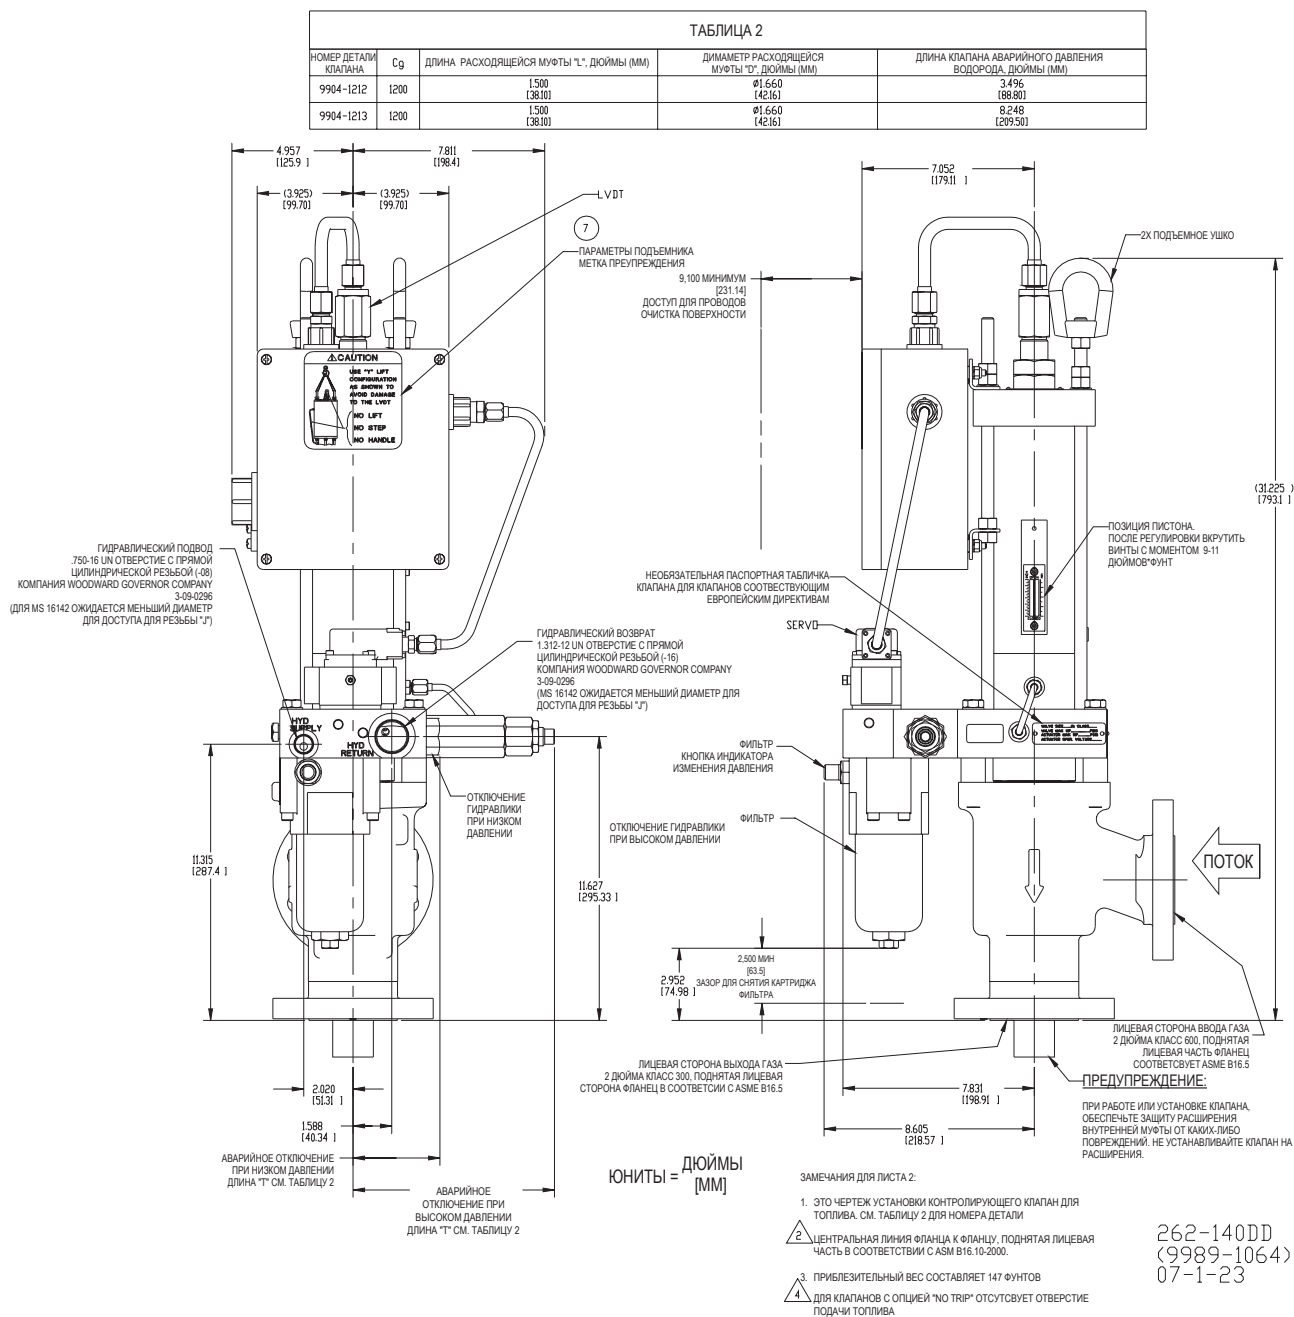 ТАБЛИЦА 2
НОМЕР ДЕТАЛИ КЛАПАНА
Cg
ДЛИНА РАСХОДЯЩЕЙСЯ МУФТЫ "L", ДЮЙМЫ (ММ)
ДИМАМЕТР РАСХОДЯЩЕЙСЯ
МУФТЫ "D", ДЮЙМЫ (ММ)
ДЛИНА КЛАПАНА АВАРИЙНОГО ДАВЛЕНИЯ
ВОДОРОДА, ДЮЙМЫ (ММ)
9904-1212 1200 1.500 [38.10] Ø1.660 [42.16] 3.496 [88.80]
9904-1213 1200 1.500 [38.10] Ø1.660 [42.16] 8.248 [209.50]
4.957
[125.9 ]
7.811
[198.4]
(3.925)
[99.70]
(3.925)
[99.70]
LVDT
7
ПАРАМЕТРЫ ПОДЪЕМНИКА
МЕТКА ПРЕУПРЕЖДЕНИЯ
⚠CAUTION
USE "Y" LIFT
CONFIGURATION
AS SHOWN TO
AVOID DAMAGE
TO THE LVDT
NO LIFT
NO STEP
NO HANDLE
ГИДРАВЛИЧЕСКИЙ ПОДВОД
.750-16 UN ОТВЕРСТИЕ С ПРЯМОЙ
ЦИЛИНДРИЧЕСКОЙ РЕЗЬБОЙ (-08)
КОМПАНИЯ WOODWARD GOVERNOR COMPANY
3-09-0296
(ДЛЯ MS 16142 ОЖИДАЕТСЯ МЕНЬШИЙ ДИАМЕТР
ДЛЯ ДОСТУПА ДЛЯ РЕЗЬБЫ "J")
ГИДРАВЛИЧЕСКИЙ ВОЗВРАТ
1.312-12 UN ОТВЕРСТИЕ С ПРЯМОЙ
ЦИЛИНДРИЧЕСКОЙ РЕЗЬБОЙ (-16)
КОМПАНИЯ WOODWARD GOVERNOR COMPANY
3-09-0296
(MS 16142 ОЖИДАЕТСЯ МЕНЬШИЙ ДИАМЕТР ДЛЯ
ДОСТУПА ДЛЯ РЕЗЬБЫ "J")
HYD
SUPPLY
HYD
RETURN
ОТКЛЮЧЕНИЕ
ГИДРАВЛИКИ
ПРИ НИЗКОМ
ДАВЛЕНИИ
ОТКЛЮЧЕНИЕ ГИДРАВЛИКИ
ПРИ ВЫСОКОМ ДАВЛЕНИИ
11.315
[287.4 ]
11.627
[295.33 ]
2.020
[51.31 ]
1.588
[40.34 ]
АВАРИЙНОЕ ОТКЛЮЧЕНИЕ
ПРИ НИЗКОМ ДАВЛЕНИИ
ДЛИНА "T" СМ. ТАБЛИЦУ 2
АВАРИЙНОЕ
ОТКЛЮЧЕНИЕ ПРИ
ВЫСОКОМ ДАВЛЕНИИ
ДЛИНА "T" СМ. ТАБЛИЦУ 2
7.052
[179.11 ]
2X ПОДЪЕМНОЕ УШКО
9,100 МИНИМУМ
[231.14]
ДОСТУП ДЛЯ ПРОВОДОВ
ОЧИСТКА ПОВЕРХНОСТИ
(31.225 )
[793.1 ]
ПОЗИЦИЯ ПИСТОНА.
ПОСЛЕ РЕГУЛИРОВКИ ВКРУТИТЬ
ВИНТЫ С МОМЕНТОМ 9-11
ДЮЙМОВ*ФУНТ
НЕОБЯЗАТЕЛЬНАЯ ПАСПОРТНАЯ ТАБЛИЧКА
КЛАПАНА ДЛЯ КЛАПАНОВ СООТВЕСТВУЮЩИМ
ЕВРОПЕЙСКИМ ДИРЕКТИВАМ
SERVO
ФИЛЬТР
КНОПКА ИНДИКАТОРА
ИЗМЕНЕНИЯ ДАВЛЕНИЯ
ФИЛЬТР
ПОТОК
2,500 МИН
[63.5]
ЗАЗОР ДЛЯ СНЯТИЯ КАРТРИДЖА
ФИЛЬТРА
2.952
[74.98 ]
ЛИЦЕВАЯ СТОРОНА ВЫХОДА ГАЗА
2 ДЮЙМА КЛАСС 300, ПОДНЯТАЯ ЛИЦЕВАЯ
СТОРОНА ФЛАНЕЦ В СООТВЕТСИИ С ASME B16.5
7.831
[198.91 ]
8.605
[218.57 ]
ЛИЦЕВАЯ СТОРОНА ВВОДА ГАЗА
2 ДЮЙМА КЛАСС 600, ПОДНЯТАЯ
ЛИЦЕВАЯ ЧАСТЬ ФЛАНЕЦ
СООТВЕТСВУЕТ ASME B16.5
ПРЕДУПРЕЖДЕНИЕ:
ПРИ РАБОТЕ ИЛИ УСТАНОВКЕ КЛАПАНА,
ОБЕСПЕЧЬТЕ ЗАЩИТУ РАСШИРЕНИЯ
ВНУТРЕННЕЙ МУФТЫ ОТ КАКИХ-ЛИБО
ПОВРЕЖДЕНИЙ. НЕ УСТАНАВЛИВАЙТЕ КЛАПАН НА
РАСШИРЕНИЯ.
ЮНИТЫ = ДЮЙМЫ
[ММ]
ЗАМЕЧАНИЯ ДЛЯ ЛИСТА 2:
1. ЭТО ЧЕРТЕЖ УСТАНОВКИ КОНТРОЛИРУЮЩЕГО КЛАПАН ДЛЯ
ТОПЛИВА. СМ. ТАБЛИЦУ 2 ДЛЯ НОМЕРА ДЕТАЛИ
2 ЦЕНТРАЛЬНАЯ ЛИНИЯ ФЛАНЦА К ФЛАНЦУ, ПОДНЯТАЯ ЛИЦЕВАЯ
ЧАСТЬ В СООТВЕТСТВИИ С ASM B16.10-2000.
3. ПРИБЛЕЗИТЕЛЬНЫЙ ВЕС СОСТАВЛЯЕТ 147 ФУНТОВ
4 ДЛЯ КЛАПАНОВ С ОПЦИЕЙ "NO TRIP" ОТСУТСВУЕТ ОТВЕРСТИЕ
ПОДАЧИ ТОПЛИВА
262-140DD
(9989-1064)
07-1-23